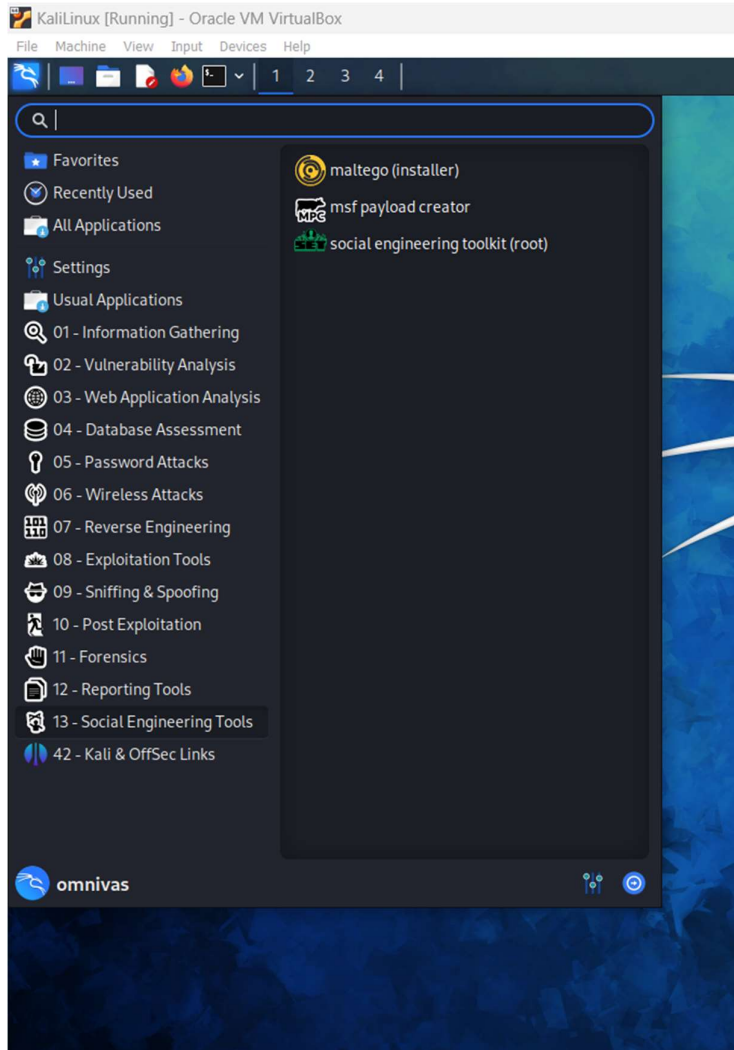 KaliLinux [Running] - Oracle VM VirtualBox
File Machine View Input Devices Help
1 2 3 4
Favorites
Recently Used
All Applications
Settings
Usual Applications
01 - Information Gathering
02 - Vulnerability Analysis
03 - Web Application Analysis
04 - Database Assessment
05 - Password Attacks
06 - Wireless Attacks
07 - Reverse Engineering
08 - Exploitation Tools
09 - Sniffing & Spoofing
10 - Post Exploitation
11 - Forensics
12 - Reporting Tools
13 - Social Engineering Tools
42 - Kali & OffSec Links
maltego (installer)
MPC
msf payload creator
SET
social engineering toolkit (root)
omnivas